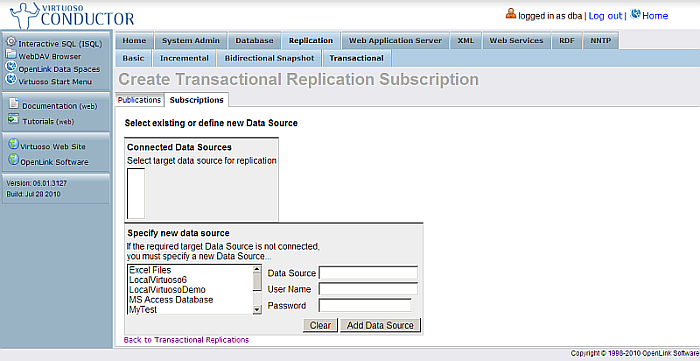 VIRTUOSO
CONDUCTOR
logged in as dba | Log out | Home
Interactive SQL (ISQL)
WebDAV Browser
OpenLink Data Spaces
Virtuoso Start Menu
Documentation (web)
Tutorials (web)
Virtuoso Web Site
OpenLink Software
Version: 06.01.3127
Build: Jul 28 2010
Home System Admin Database Replication Web Application Server XML Web Services RDF NNTP
Basic Incremental Bidirectional Snapshot Transactional
Create Transactional Replication Subscription
Publications Subscriptions
Select existing or define new Data Source
Connected Data Sources
Select target data source for replication
Specify new data source
If the required target Data Source is not connected,
you must specify a new Data Source...
Excel Files
LocalVirtuoso6
LocalVirtuosoDemo
MS Access Database
MyTest
Data Source
User Name
Password
Clear Add Data Source
Back to Transactional Replications
Copyright © 1998-2010 OpenLink Software